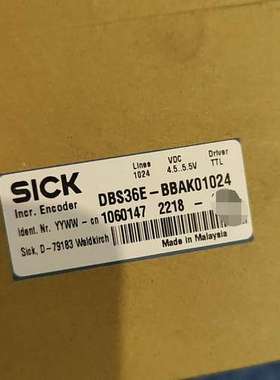 Lines VDC Driver
1024 4.5..5.5V TTL
SICK
Incr. Encoder DBS36E-BBAK01024
Ident. Nr. YYWW - cn 1060147 2218 -
Sick, D-79183 Waldkirch Made in Malaysia